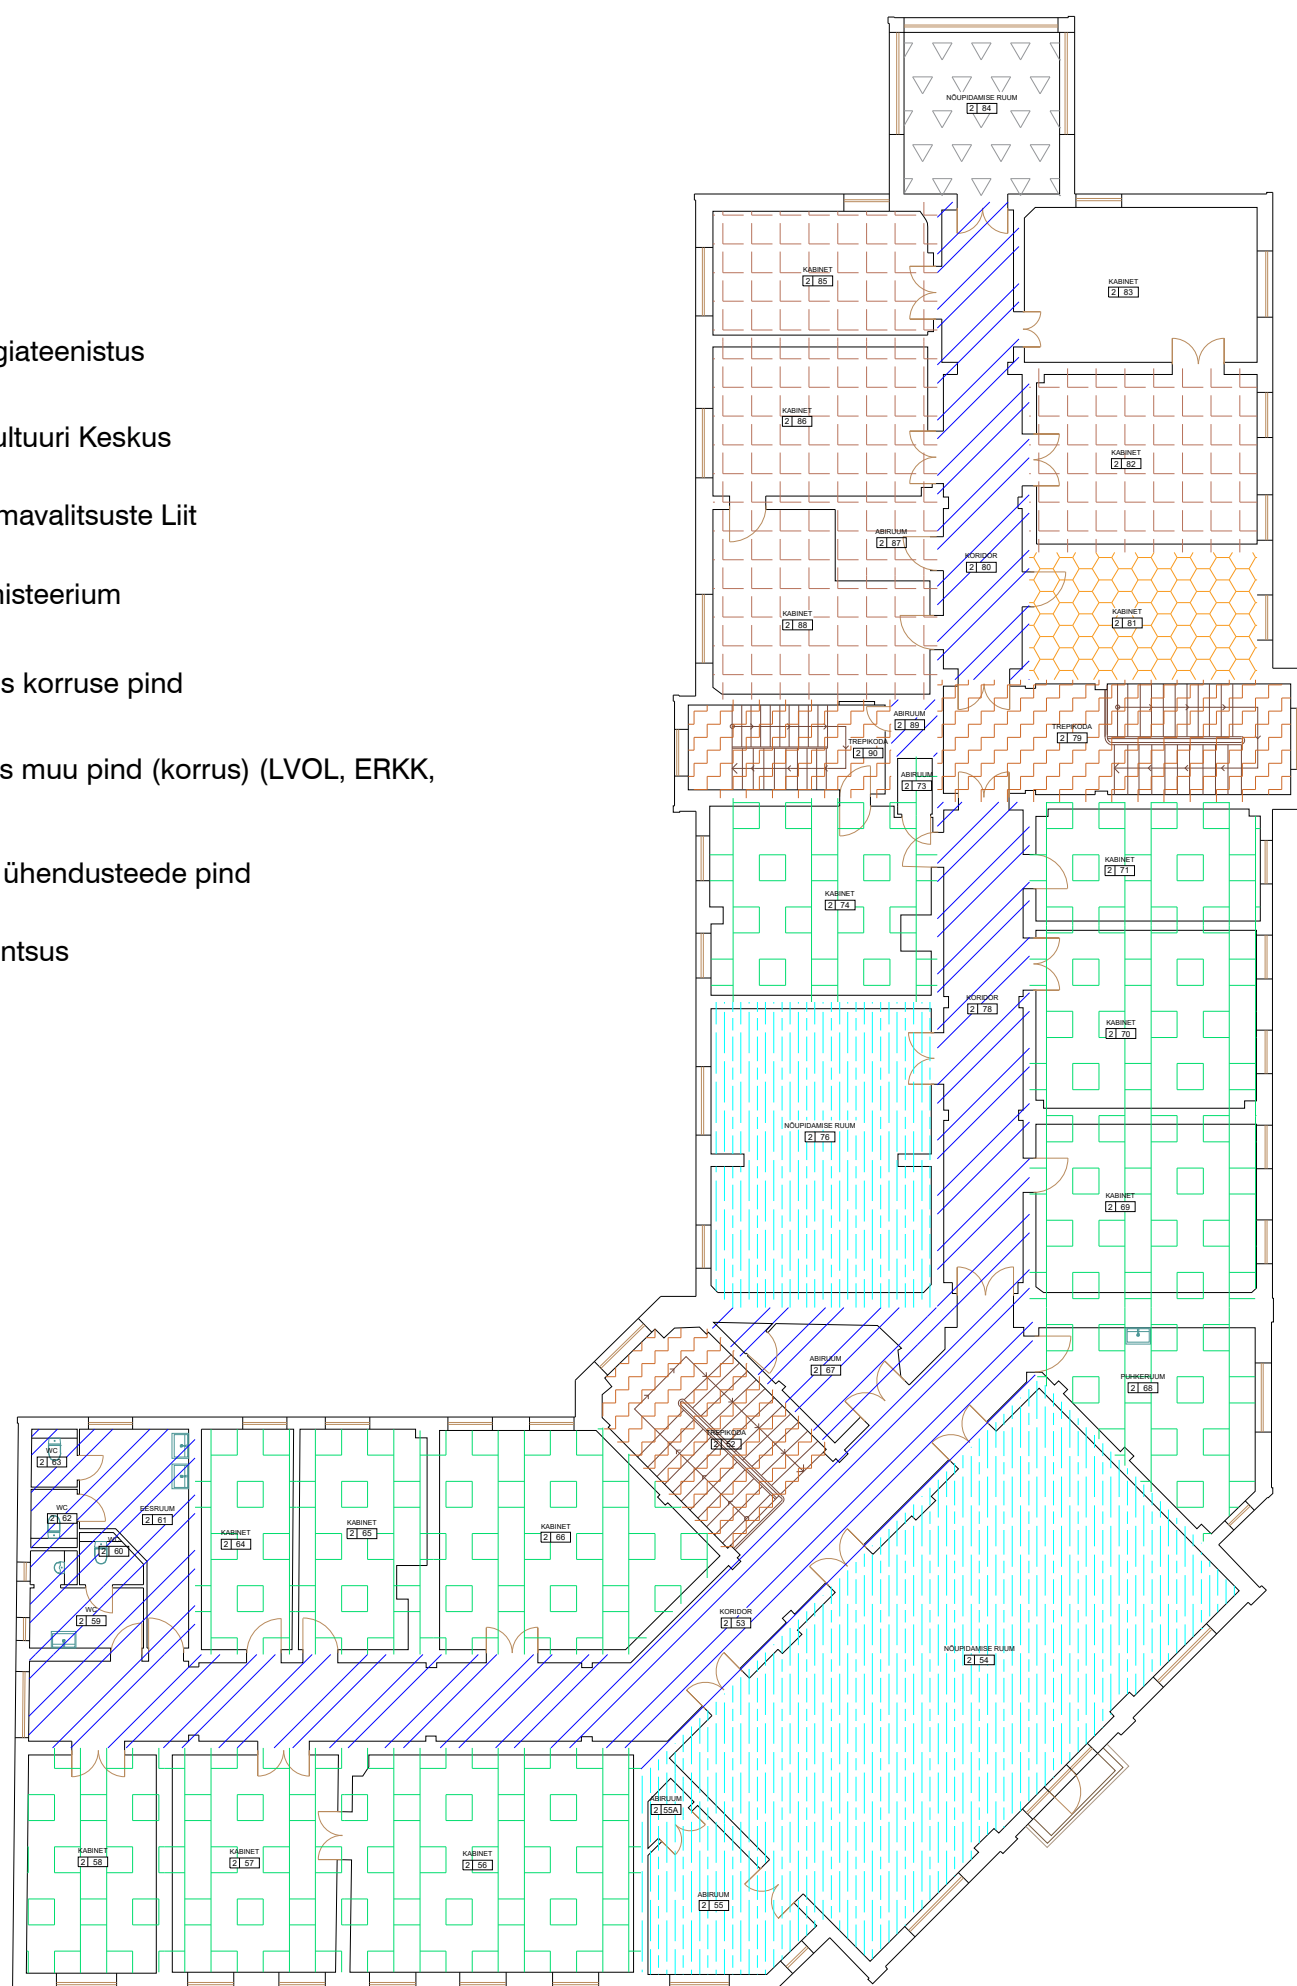 giateenistus
ultuuri Keskus
mavalitsuste Liit
nisteerium
s korruse pind
s muu pind (korrus) (LVOL, ERKK,
ühendusteede pind
ntsus
NÕUPIDAMISE RUUM
2 84
KABINET
2 85
KABINET
2 83
KABINET
2 86
KABINET
2 82
ABIRUUM
2 87
KORIDOR
2 80
KABINET
2 88
KABINET
2 81
ABIRUUM
2 89
TREPIKODA
2 79
TREPIKODA
2 90
ABIRUUM
2 73
KABINET
2 74
KABINET
2 71
KORIDOR
2 78
KABINET
2 70
NÕUPIDAMISE RUUM
2 76
KABINET
2 69
ABIRUUM
2 67
PUHKERUUM
2 68
TREPIKODA
2 52
WC
2 63
WC
2 62
EESRUUM
2 61
WC
2 60
KABINET
2 64
KABINET
2 65
KABINET
2 66
WC
2 59
KORIDOR
2 53
NÕUPIDAMISE RUUM
2 54
ABIRUUM
2 55A
KABINET
2 58
KABINET
2 57
KABINET
2 56
ABIRUUM
2 55